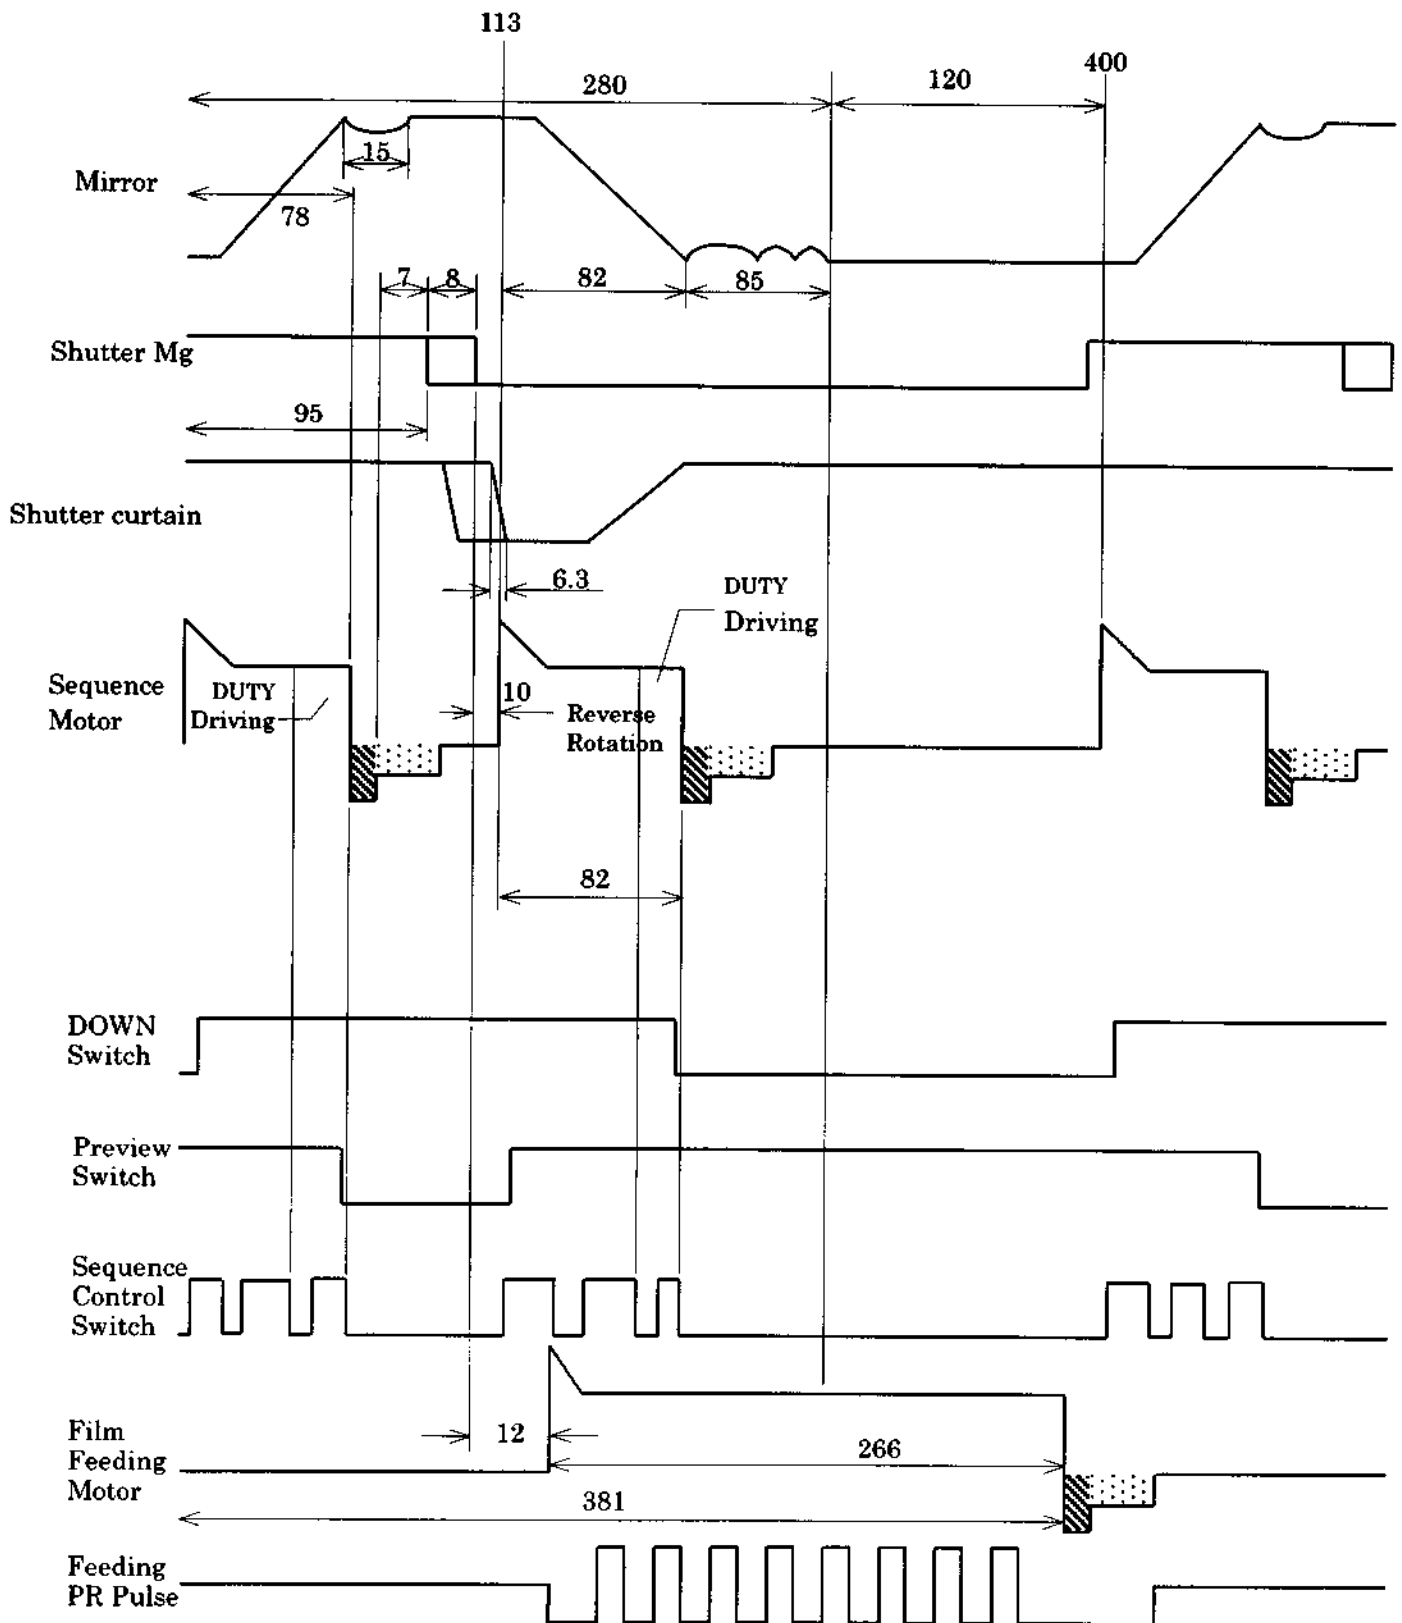 113
280
120
400
15
Mirror
78
7
8
82
85
Shutter Mg
95
Shutter curtain
6.3
DUTY
Driving
Sequence
Motor
DUTY
Driving
10
Reverse
Rotation
82
DOWN
Switch
Preview
Switch
Sequence
Control
Switch
Film
Feeding
Motor
12
266
381
Feeding
PR Pulse